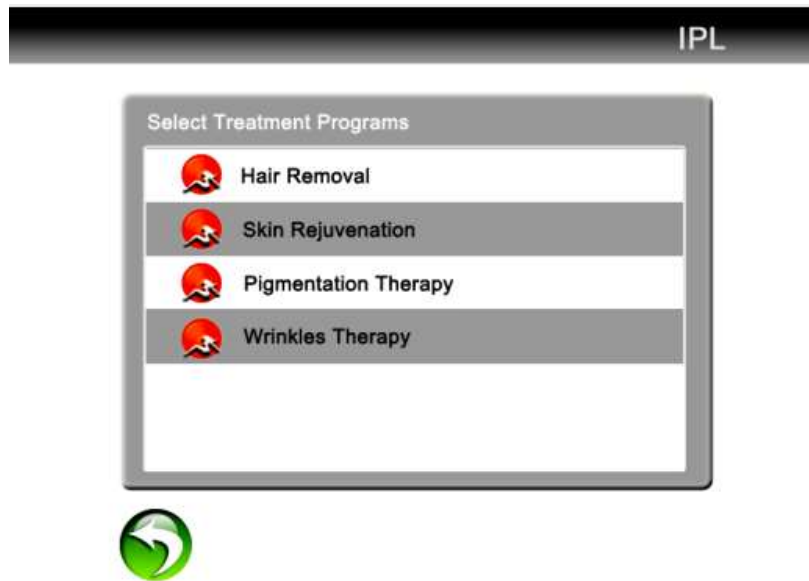 IPL
Select Treatment Programs
Hair Removal
Skin Rejuvenation
Pigmentation Therapy
Wrinkles Therapy